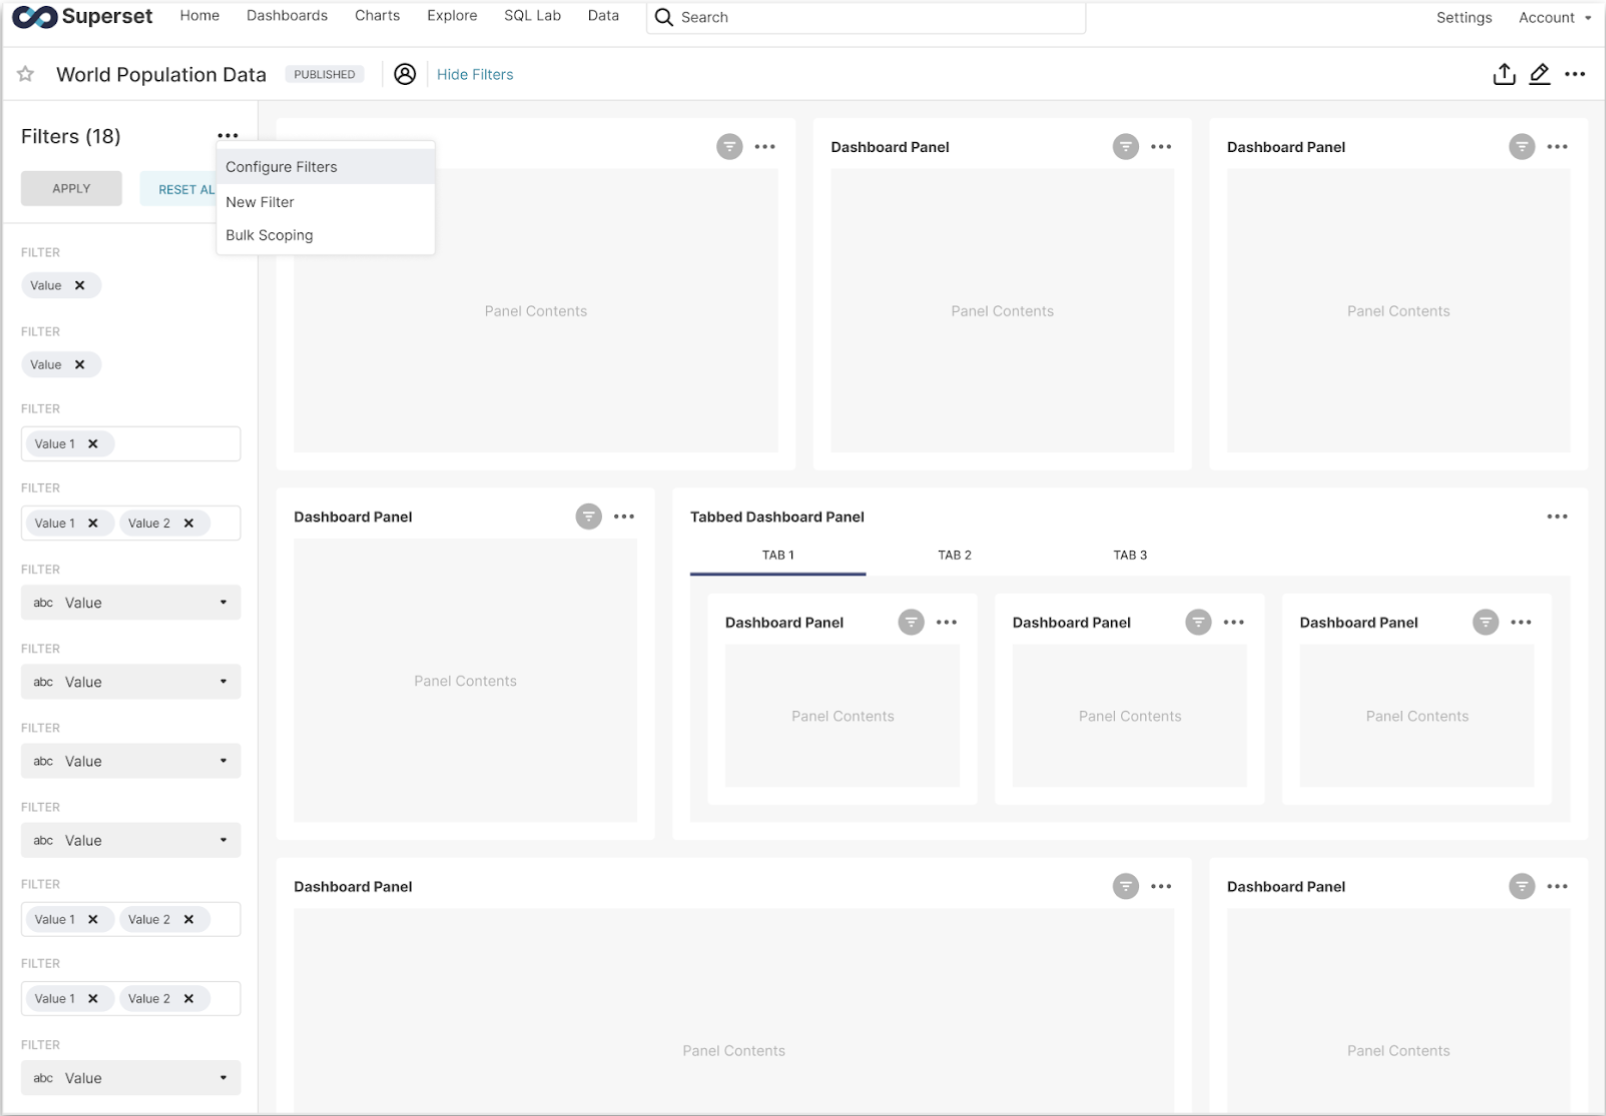 Superset Home Dashboards Charts Explore SQL Lab Data Search Settings Account
World Population Data PUBLISHED Hide Filters
Filters (18)
APPLY RESET AL
Configure Filters
New Filter
Bulk Scoping
FILTER
Value
FILTER
Value
FILTER
Value 1
FILTER
Value 1 Value 2
FILTER
abc Value
FILTER
abc Value
FILTER
abc Value
FILTER
abc Value
FILTER
Value 1 Value 2
FILTER
Value 1 Value 2
FILTER
abc Value
Panel Contents
Dashboard Panel
Panel Contents
Dashboard Panel
Panel Contents
Dashboard Panel
Panel Contents
Tabbed Dashboard Panel
TAB 1 TAB 2 TAB 3
Dashboard Panel
Panel Contents
Dashboard Panel
Panel Contents
Dashboard Panel
Panel Contents
Dashboard Panel
Panel Contents
Dashboard Panel
Panel Contents